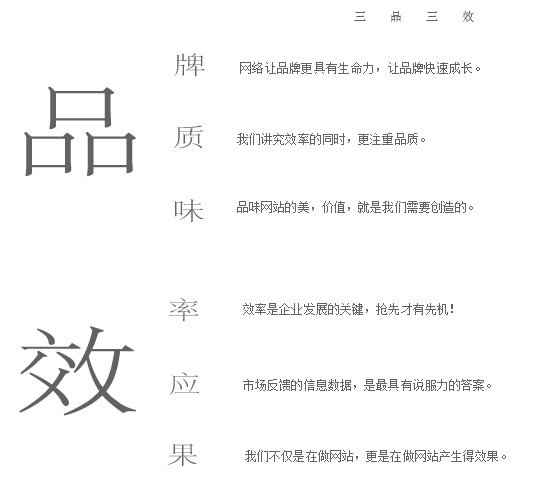 三 品 三 效
品
牌 网络让品牌更具有生命力，让品牌快速成长。
质 我们讲究效率的同时，更注重品质。
味 品味网站的美，价值，就是我们需要创造的。
效
率 效率是企业发展的关键，抢先才有先机！
应 市场反馈的信息数据，是最具有说服力的答案。
果 我们不仅是在做网站，更是在做网站产生得效果。